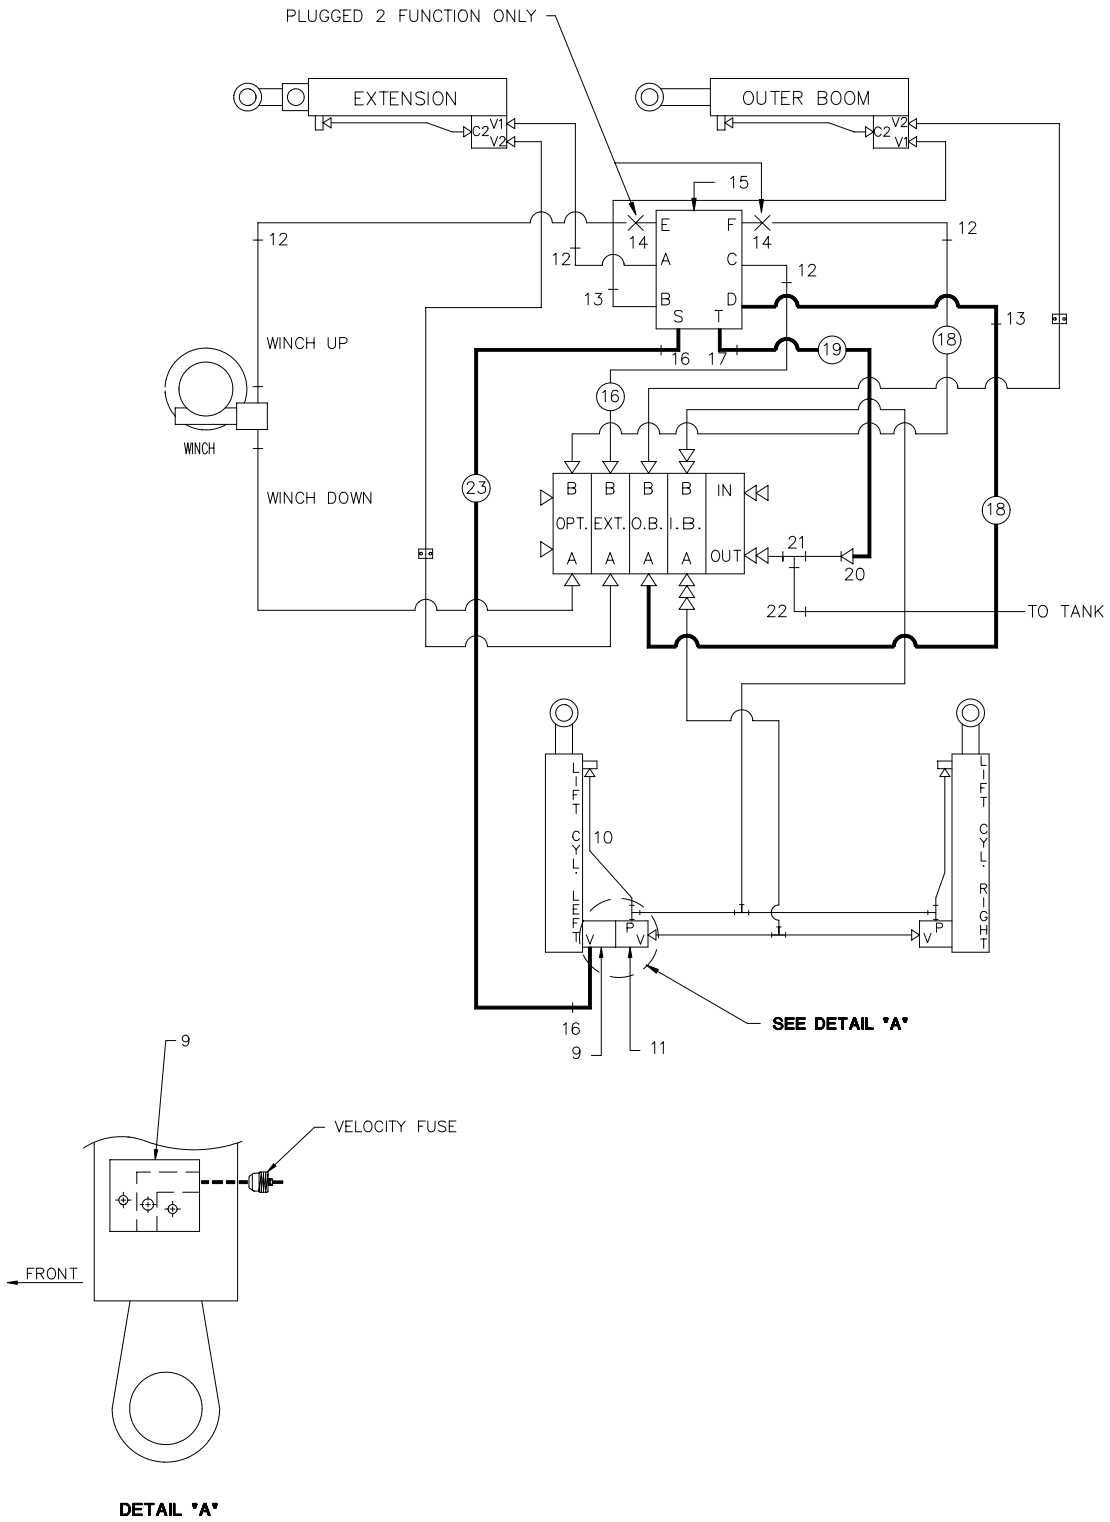 PLUGGED 2 FUNCTION ONLY
EXTENSION
OUTER BOOM
V1
C2
V2
V2
C2
V1
15
E
F
14
14
12
12
12
A
C
12
B
D
13
13
S
T
16
17
19
18
WINCH UP
16
WINCH
WINCH DOWN
23
18
B
B
B
B
IN
OPT.
EXT.
O.B.
I.B.
A
A
A
A
OUT
21
20
22
TO TANK
LIFT CYL. LEFT
LIFT CYL. RIGHT
10
V
P
V
P
V
16
9
11
SEE DETAIL "A"
9
VELOCITY FUSE
FRONT
DETAIL "A"